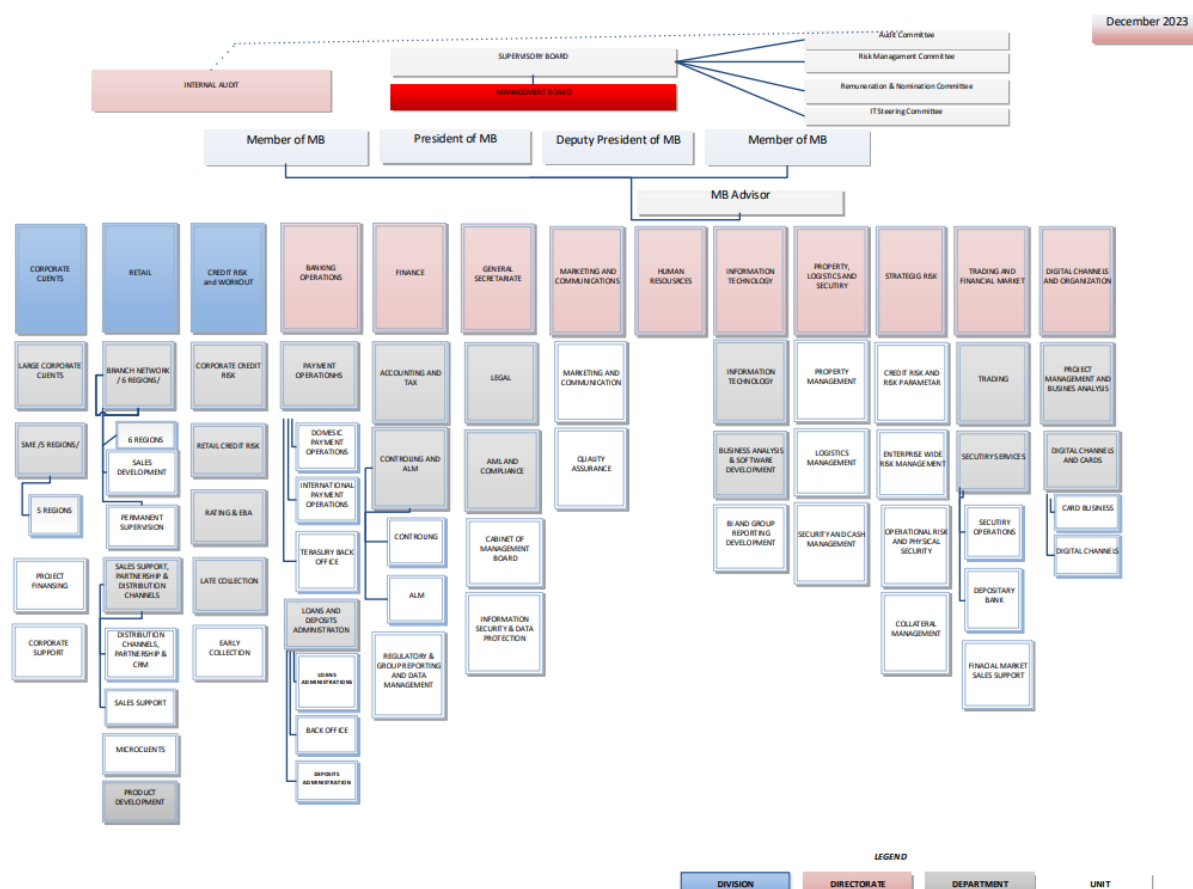 December 2023
Audit Committee
SUPERVISORY BOARD
Risk Managament Committee
INTERNAL AUDIT
MANAGEMENT BOARD
Remuneration & Nomination Committee
IT Steering Committee
Member of MB
President of MB
Deputy President of MB
Member of MB
MB Advisor
CORPORATE
CLIENTS
RETAIL
CREDIT RISK
and WORKOUT
BANKING
OPERATIONS
FINANCE
GENERAL
SECRETARIATE
MARKETING AND
COMMUNICATIONS
HUMAN
RESOUSRCES
INFORMATION
TECHNOLOGY
PROPERTY,
LOGISTICS AND
SECUTIRY
STRATEGIG RISK
TRADING AND
FINANCIAL MARKET
DIGITAL CHANNELS
AND ORGANIZATION
LARGE CORPORATE
CLIENTS
SME /5 REGIONS/
5 REGIONS
PROJECT
FINANSING
CORPORATE
SUPPORT
BRANCH NETWORK
/ 6 REGIONS/
6 REGIONS
SALES
DEVELOPMENT
PERMANENT
SUPERVISION
SALES SUPPORT,
PARTNERSHIP &
DISTRIBUTION
CHANNELS
DISTRIBUTION
CHANNELS,
PARTNERSHIP &
CRM
SALES SUPPORT
MICROCLIENTS
PRODUCT
DEVELOPMENT
CORPORATE CREDIT
RISK
RETAIL CREDIT RISK
RATING & EBA
LATE COLLECTION
EARLY
COLLECTION
PAYMENT
OPERATIONHS
DOMESIC
PAYMENT
OPERATIONS
INTERNATIONAL
PAYMENT
OPERATIONS
TERASURY BACK
OFFICE
LOANS AND
DEPOSITS
ADMINISTRATON
LOANS
ADMINISTRATIONS
BACK OFFICE
DEPOSITS
ADMINISTRATION
ACCOUNTING AND
TAX
CONTROLING AND
ALM
CONTROLING
ALM
REGULATORY &
GROUP REPORTING
AND DATA
MANAGEMENT
LEGAL
AML AND
COMPLIANCE
CABINET OF
MANAGEMENT
BOARD
INFORMATION
SECURITY & DATA
PROTECTION
MARKETING AND
COMMUNICATION
QUALITY
ASSURANCE
INFORMATION
TECHNOLOGY
BUSINESS ANALYSIS
& SOFTWARE
DEVELOPMENT
BI AND GROUP
REPORTING
DEVELOPMENT
PROPERTY
MANAGEMENT
LOGISTICS
MANAGEMENT
SECURITY AND CASH
MANAGEMENT
CREDIT RISK AND
RISK PARAMETAR
ENTERPRISE WIDE
RISK MANAGEMENT
OPERATIONAL RISK
AND PHYSICAL
SECURITY
COLLATERAL
MANAGEMENT
TRADING
SECUTIRY SERVICES
SECUTIRY
OPERATIONS
DEPOSITARY
BANK
FINACIAL MARKET
SALES SUPPORT
PROJECT
MANAGEMENT AND
BUSINES ANALYSIS
DIGITAL CHANNELS
AND CARDS
CARD BUSINESS
DIGITAL CHANNELS
LEGEND
DIVISION
DIRECTORATE
DEPARTMENT
UNIT